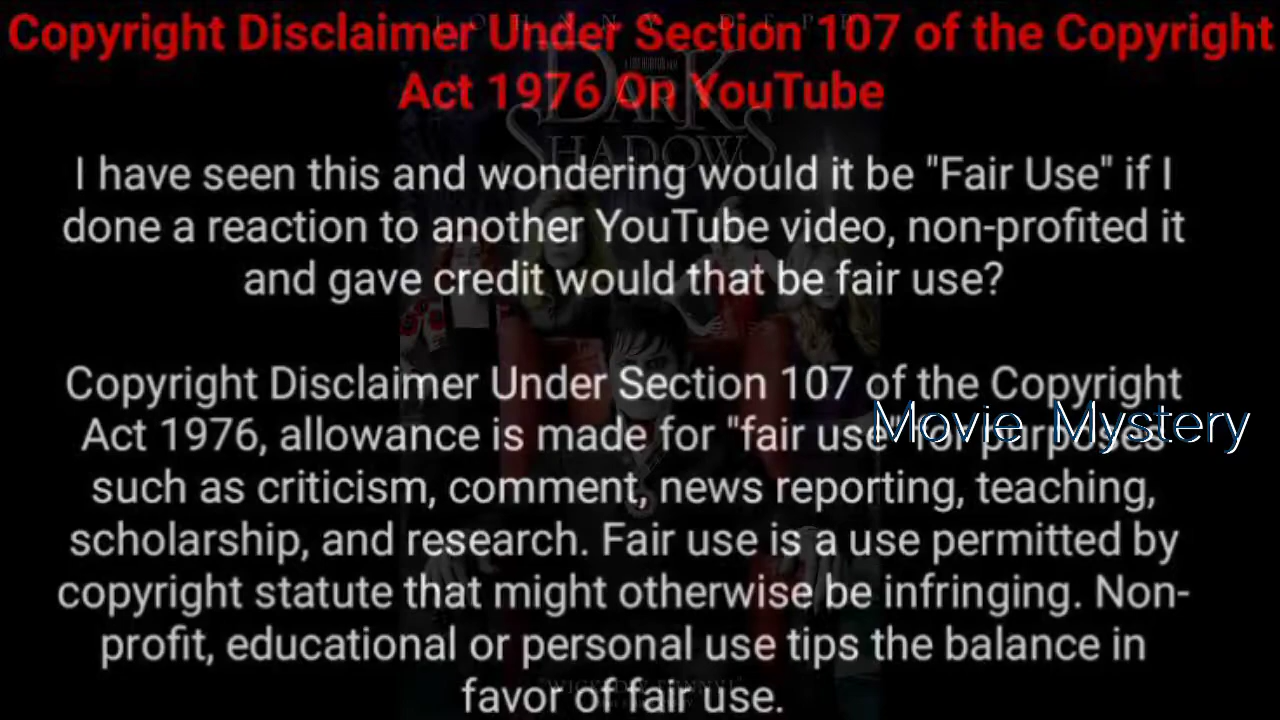 JOHNNY DEPP
Copyright Disclaimer Under Section 107 of the Copyright
Act 1976 On YouTube
DARK
SHADOWS
I have seen this and wondering would it be "Fair Use" if I
done a reaction to another YouTube video, non-profited it
and gave credit would that be fair use?
Copyright Disclaimer Under Section 107 of the Copyright
Act 1976, allowance is made for "fair use" for purposes
Movie Mystery
such as criticism, comment, news reporting, teaching,
scholarship, and research. Fair use is a use permitted by
copyright statute that might otherwise be infringing. Non-
profit, educational or personal use tips the balance in
favor of fair use.